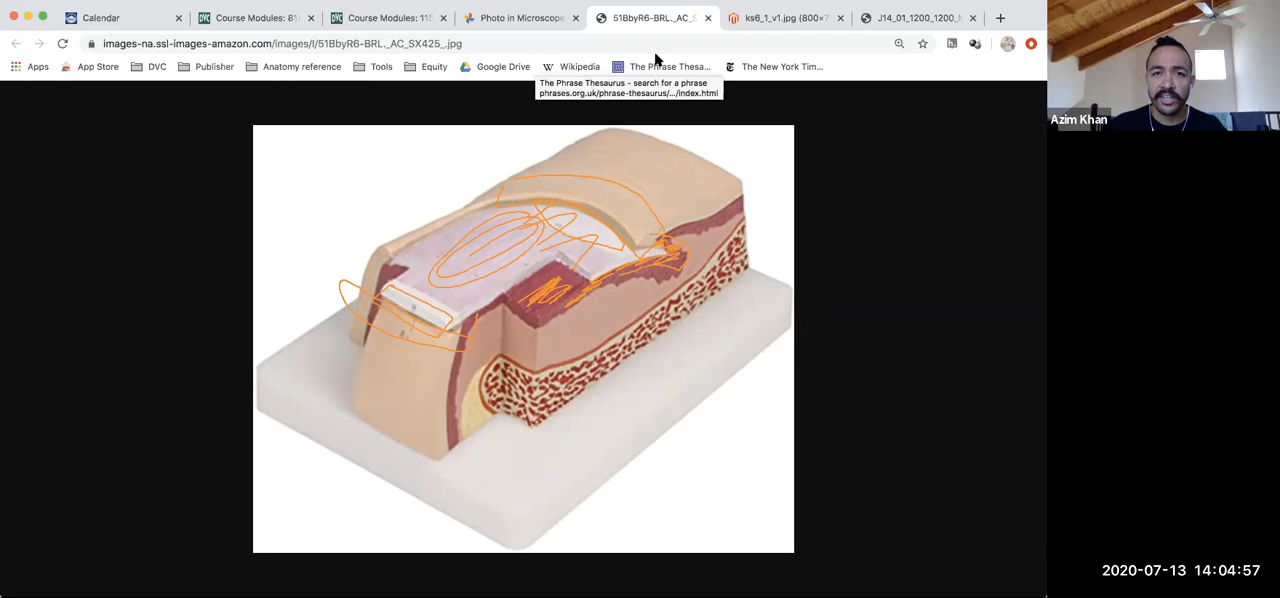 Calendar
Course Modules: 81
Course Modules: 11
Photo in Microscope
51BbyR6-BRL._AC_S
ks6_1_v1.jpg (800×7
J14_01_1200_1200_
images-na.ssl-images-amazon.com/images/I/51BbyR6-BRL._AC_SX425_.jpg
Apps
App Store
DVC
Publisher
Anatomy reference
Tools
Equity
Google Drive
Wikipedia
The Phrase Thesa...
The New York Tim...
The Phrase Thesaurus - search for a phrase
phrases.org.uk/phrase-thesaurus/.../index.html
Azim Khan
2020-07-13 14:04:57